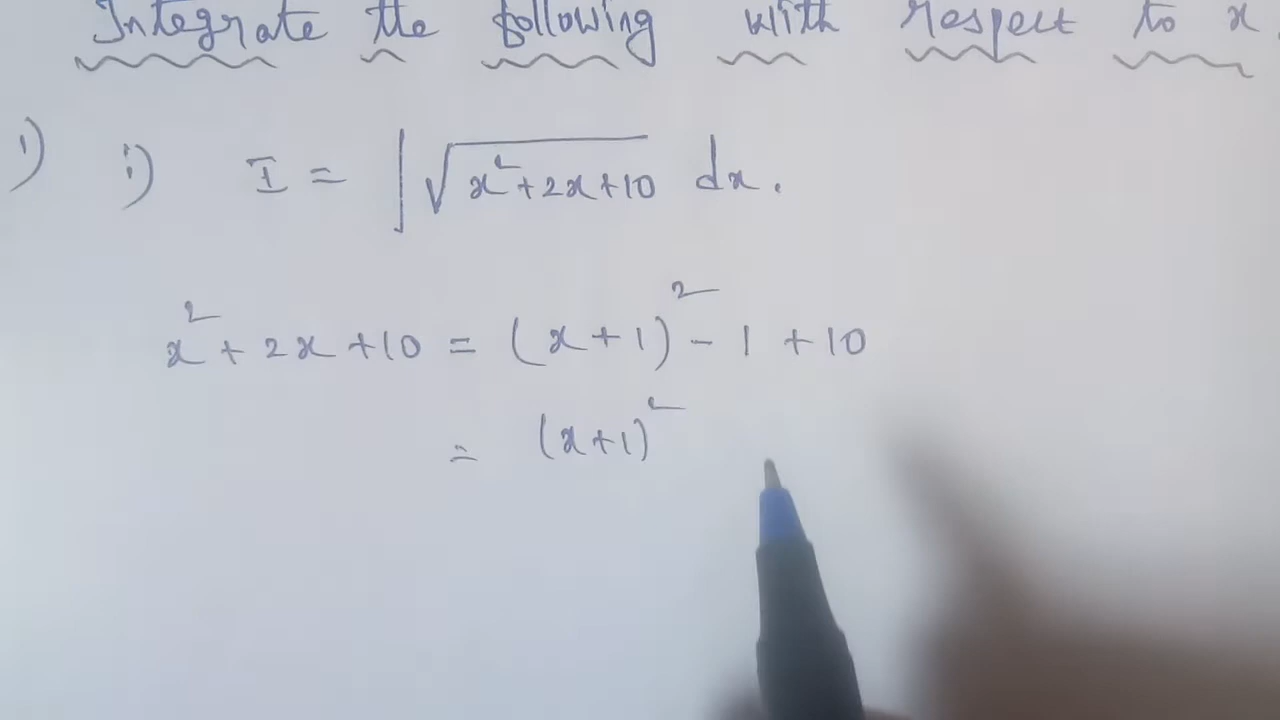 Integrate the following with respect to x.
1) i) I = ∫√(x²+2x+10) dx.
x² + 2x + 10 = (x+1)² - 1 + 10
= (x+1)²